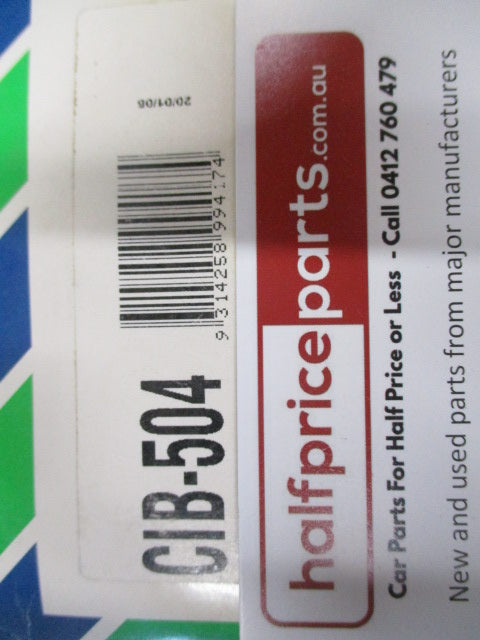 20/01/06
9 314258 994174
CIB-504
halfpriceparts.com.au
Car Parts For Half Price or Less - Call 0412 760 479
New and used parts from major manufacturers